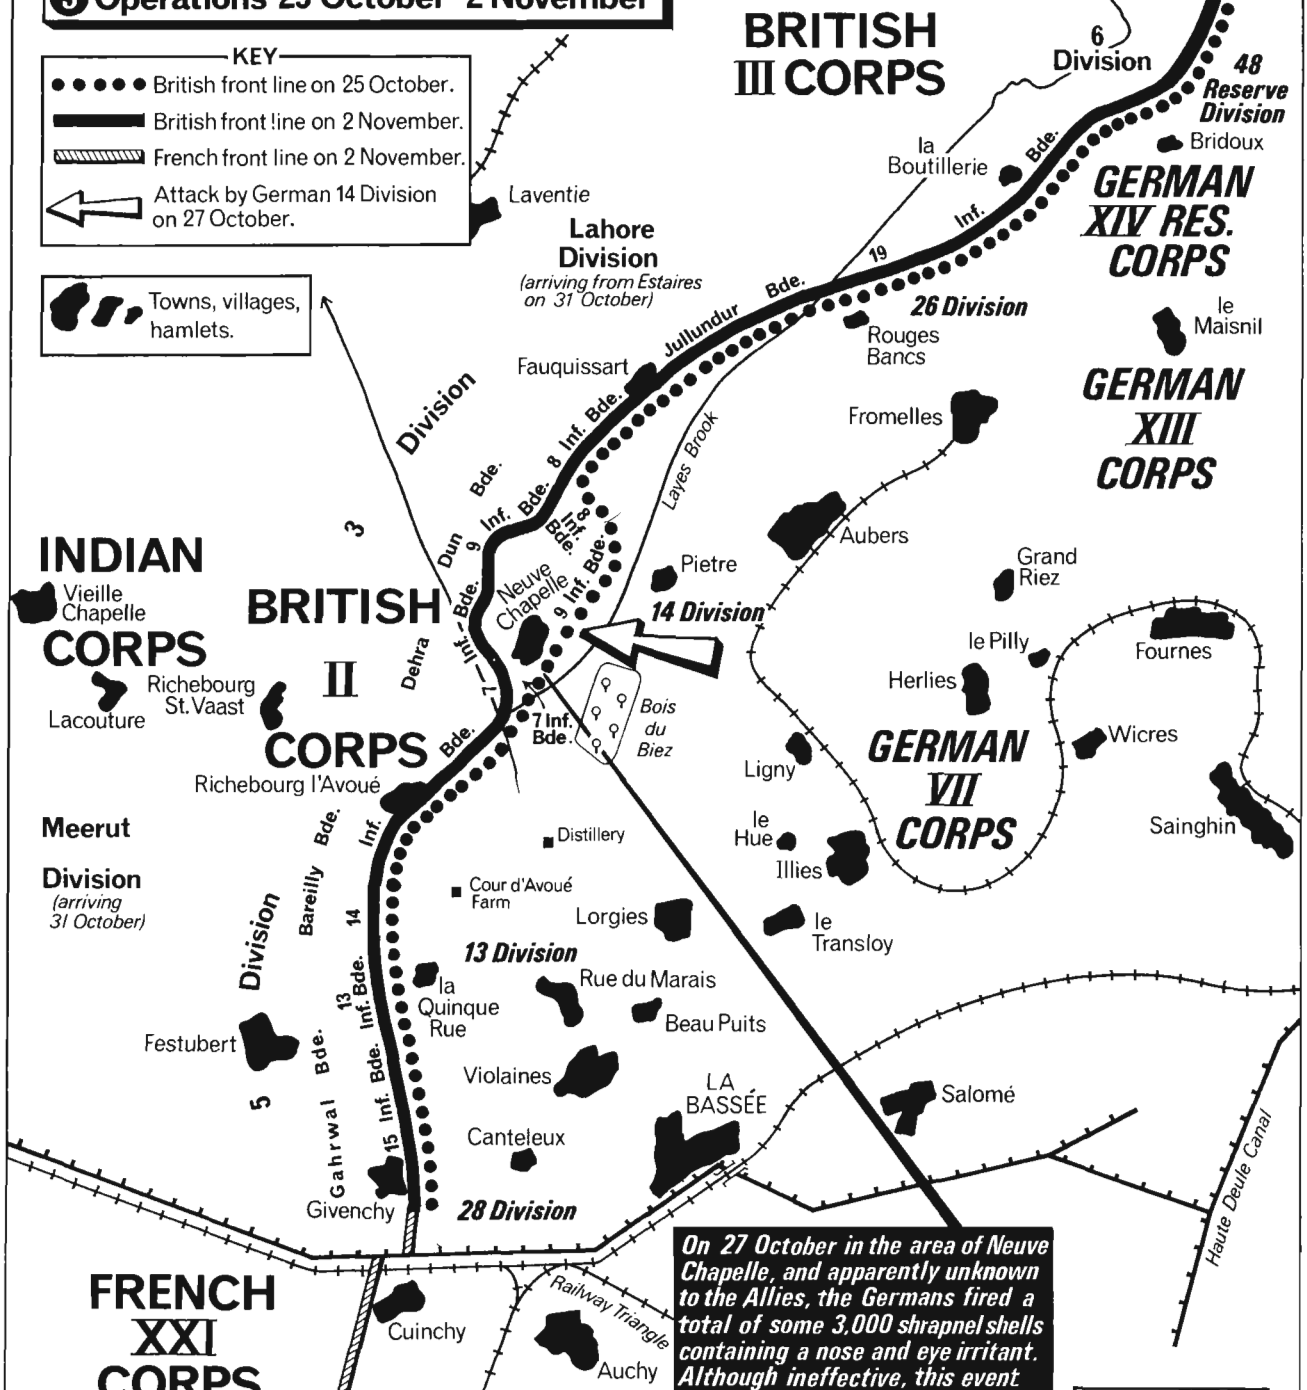 Operations 25 October - 2 November
KEY
British front line on 25 October.
British front line on 2 November.
French front line on 2 November.
Attack by German 14 Division
on 27 October.
Towns, villages,
hamlets.
BRITISH
III CORPS
6
Division
48
Reserve
Division
Bridoux
la
Boutillerie
GERMAN
XIV RES.
CORPS
Laventie
Lahore
Division
(arriving from Estaires
on 31 October)
19 Inf. Bde.
26 Division
Rouges
Bancs
le
Maisnil
Jullundur Bde.
Fauquissart
GERMAN
XIII
CORPS
Fromelles
Layes Brook
3 Division
8 Inf. Bde.
Dehra Dun Bde.
9 Inf. Bde.
8
Inf.
Bde.
9 Inf. Bde.
Neuve
Chapelle
Aubers
Pietre
Grand
Riez
14 Division
INDIAN
CORPS
Vieille
Chapelle
Lacouture
BRITISH
II
CORPS
Richebourg
St. Vaast
7 Inf. Bde.
7 Inf.
Bde.
Bois
du
Biez
le Pilly
Fournes
Herlies
Wicres
Ligny
GERMAN
VII
CORPS
Richebourg l'Avoué
Sainghin
le
Hue
Illies
Distillery
Meerut
Division
(arriving
31 October)
Cour d'Avoué
Farm
Lorgies
le
Transloy
5 Division
Bareilly Bde.
14 Inf. Bde.
13 Division
13
Inf. Bde.
la
Quinque
Rue
Rue du Marais
Beau Puits
Festubert
Gahrwal Bde.
15 Inf. Bde.
Violaines
LA
BASSÉE
Salomé
Canteleux
Givenchy
28 Division
Haute Deule Canal
FRENCH
XXI
CORPS
Cuinchy
Railway Triangle
Auchy
On 27 October in the area of Neuve
Chapelle, and apparently unknown
to the Allies, the Germans fired a
total of some 3,000 shrapnel shells
containing a nose and eye irritant.
Although ineffective, this event